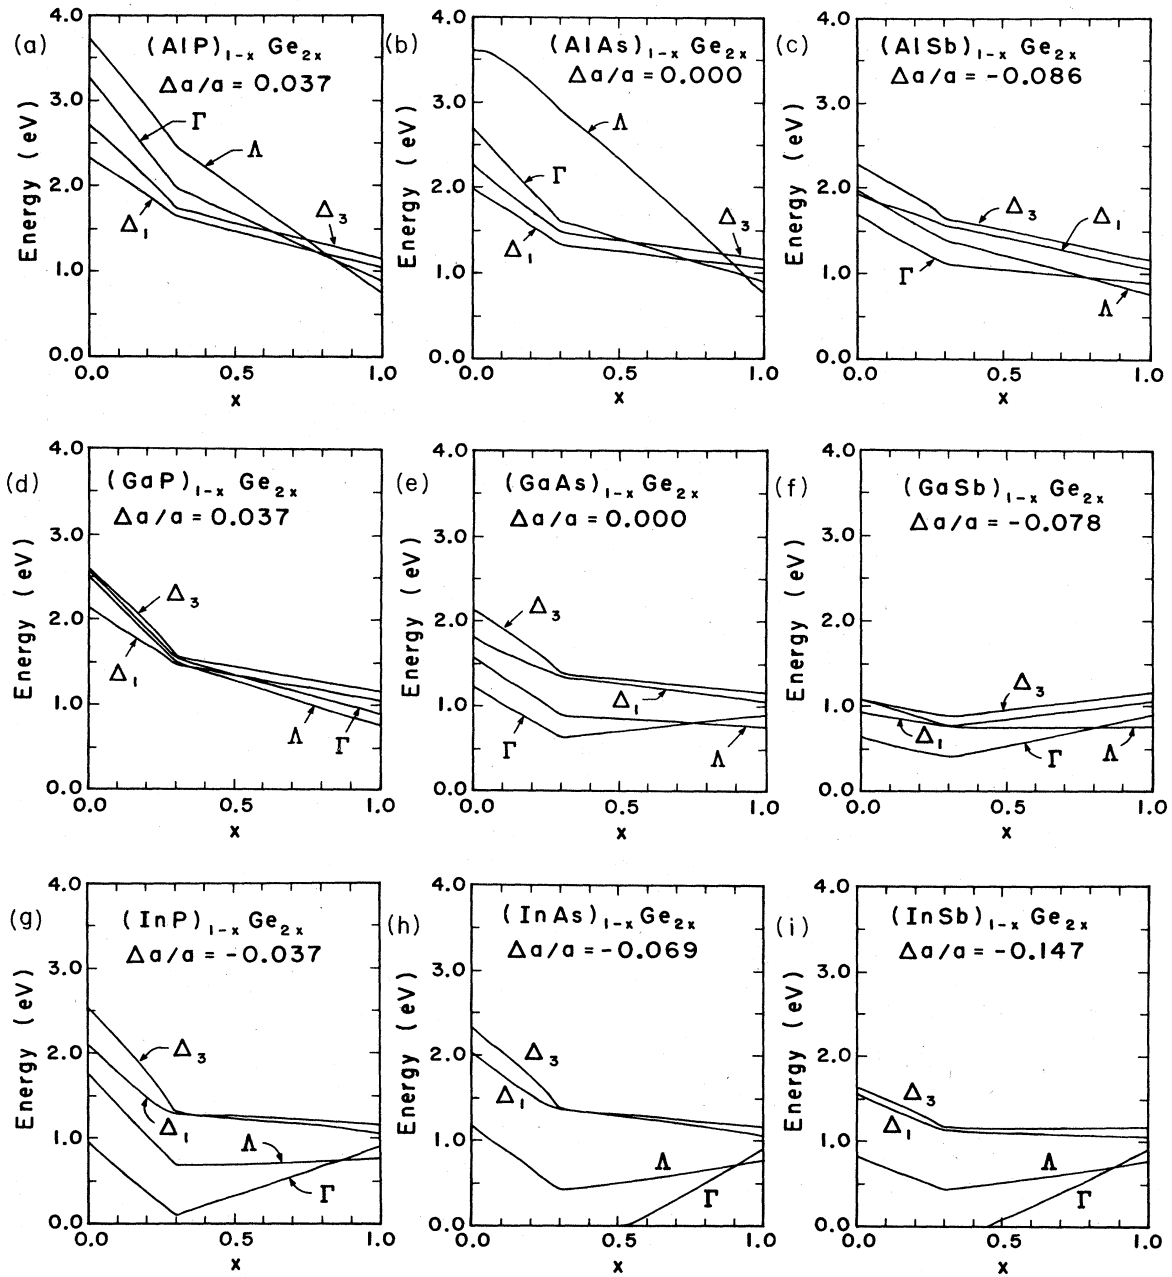 (a)
(AlP)₁₋ₓ Ge₂ₓ
Δa/a = 0.037
Γ
Λ
Δ₃
Δ₁
Energy (eV)
4.0
3.0
2.0
1.0
0.0
0.0 0.5 1.0
x
(b)
(AlAs)₁₋ₓ Ge₂ₓ
Δa/a = 0.000
Λ
Γ
Δ₃
Δ₁
Energy (eV)
4.0
3.0
2.0
1.0
0.0
0.0 0.5 1.0
x
(c)
(AlSb)₁₋ₓ Ge₂ₓ
Δa/a = -0.086
Δ₃
Δ₁
Γ
Λ
Energy (eV)
4.0
3.0
2.0
1.0
0.0
0.0 0.5 1.0
x
(d)
(GaP)₁₋ₓ Ge₂ₓ
Δa/a = 0.037
Δ₃
Δ₁
Λ
Γ
Energy (eV)
4.0
3.0
2.0
1.0
0.0
0.0 0.5 1.0
x
(e)
(GaAs)₁₋ₓ Ge₂ₓ
Δa/a = 0.000
Δ₃
Δ₁
Γ
Λ
Energy (eV)
4.0
3.0
2.0
1.0
0.0
0.0 0.5 1.0
x
(f)
(GaSb)₁₋ₓ Ge₂ₓ
Δa/a = -0.078
Δ₃
Δ₁
Γ
Λ
Energy (eV)
4.0
3.0
2.0
1.0
0.0
0.0 0.5 1.0
x
(g)
(InP)₁₋ₓ Ge₂ₓ
Δa/a = -0.037
Δ₃
Δ₁
Λ
Γ
Energy (eV)
4.0
3.0
2.0
1.0
0.0
0.0 0.5 1.0
x
(h)
(InAs)₁₋ₓ Ge₂ₓ
Δa/a = -0.069
Δ₃
Δ₁
Λ
Γ
Energy (eV)
4.0
3.0
2.0
1.0
0.0
0.0 0.5 1.0
x
(i)
(InSb)₁₋ₓ Ge₂ₓ
Δa/a = -0.147
Δ₃
Δ₁
Λ
Γ
Energy (eV)
4.0
3.0
2.0
1.0
0.0
0.0 0.5 1.0
x